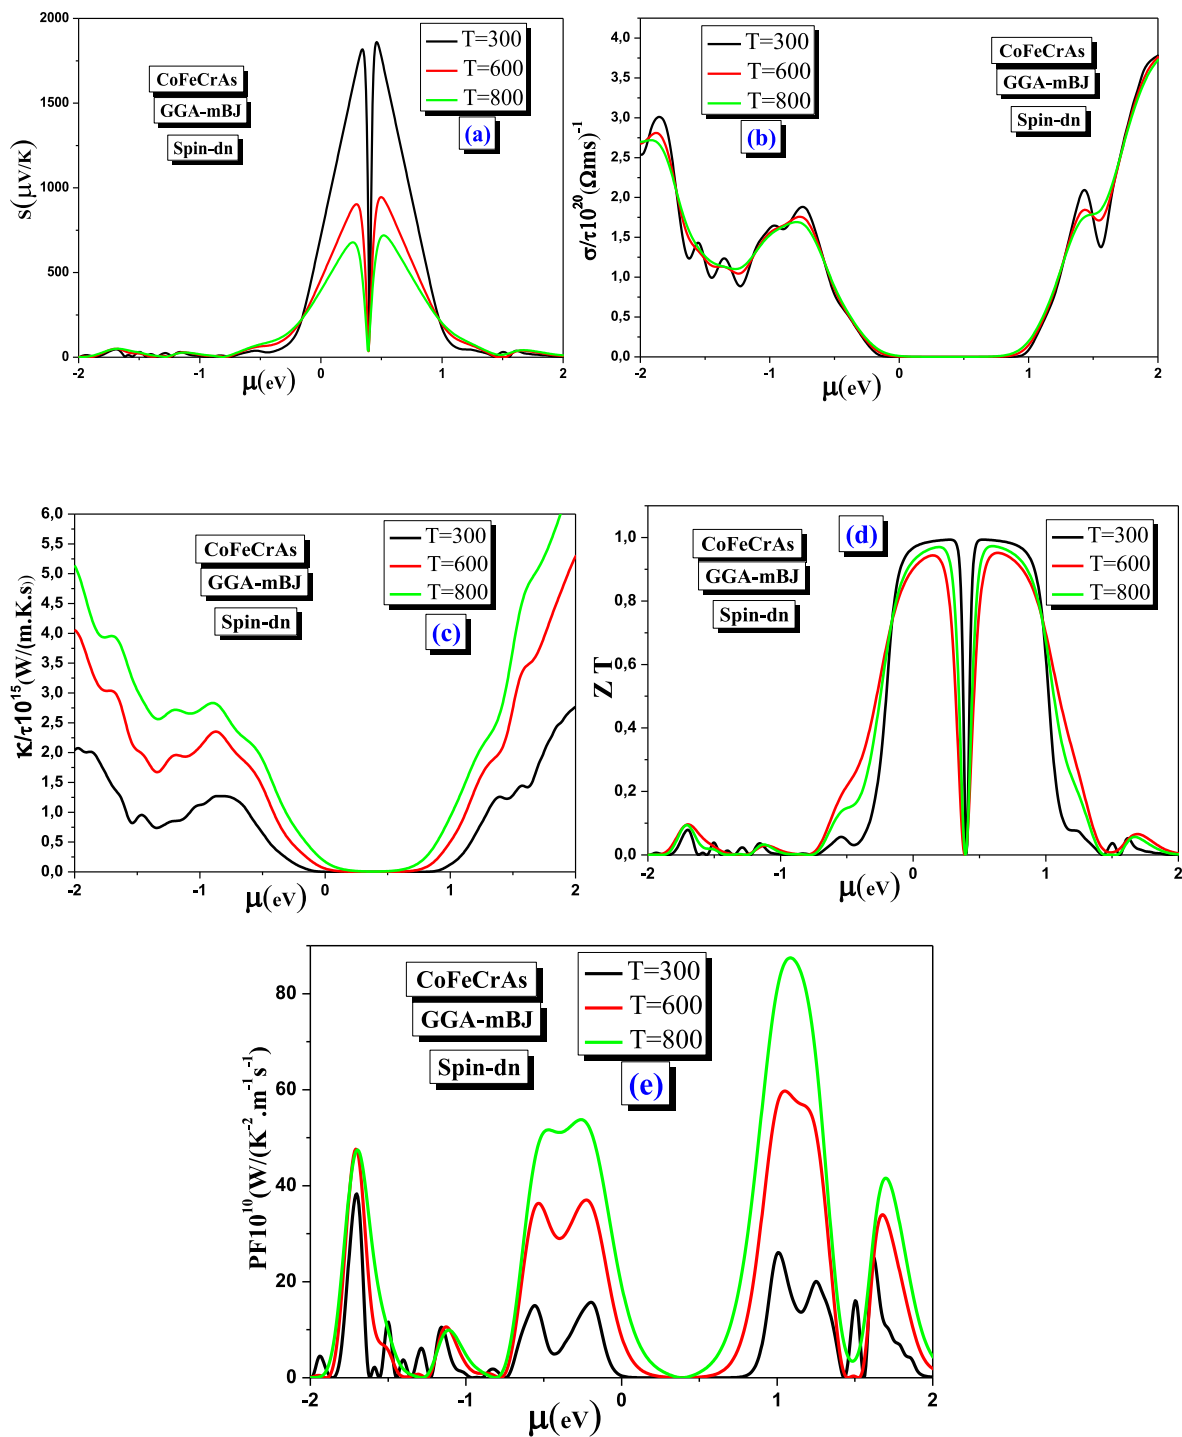 2000
1500
1000
500
0
-2 -1 0 1 2
s(μV/K)
μ(eV)
CoFeCrAs
GGA-mBJ
Spin-dn
T=300
T=600
T=800
(a)
4,0
3,5
3,0
2,5
2,0
1,5
1,0
0,5
0,0
-2 -1 0 1 2
σ/τ10²⁰(Ωms)⁻¹
μ(eV)
T=300
T=600
T=800
(b)
CoFeCrAs
GGA-mBJ
Spin-dn
6,0
5,5
5,0
4,5
4,0
3,5
3,0
2,5
2,0
1,5
1,0
0,5
0,0
-2 -1 0 1 2
κ/τ10¹⁵(W/(m.K.s))
μ(eV)
CoFeCrAs
GGA-mBJ
Spin-dn
T=300
T=600
T=800
(c)
1,0
0,8
0,6
0,4
0,2
0,0
-2 -1 0 1 2
Z T
μ(eV)
CoFeCrAs
GGA-mBJ
Spin-dn
(d)
T=300
T=600
T=800
80
60
40
20
0
-2 -1 0 1 2
PF10¹⁰(W/(K⁻².m⁻¹s⁻¹)
μ(eV)
CoFeCrAs
GGA-mBJ
Spin-dn
T=300
T=600
T=800
(e)